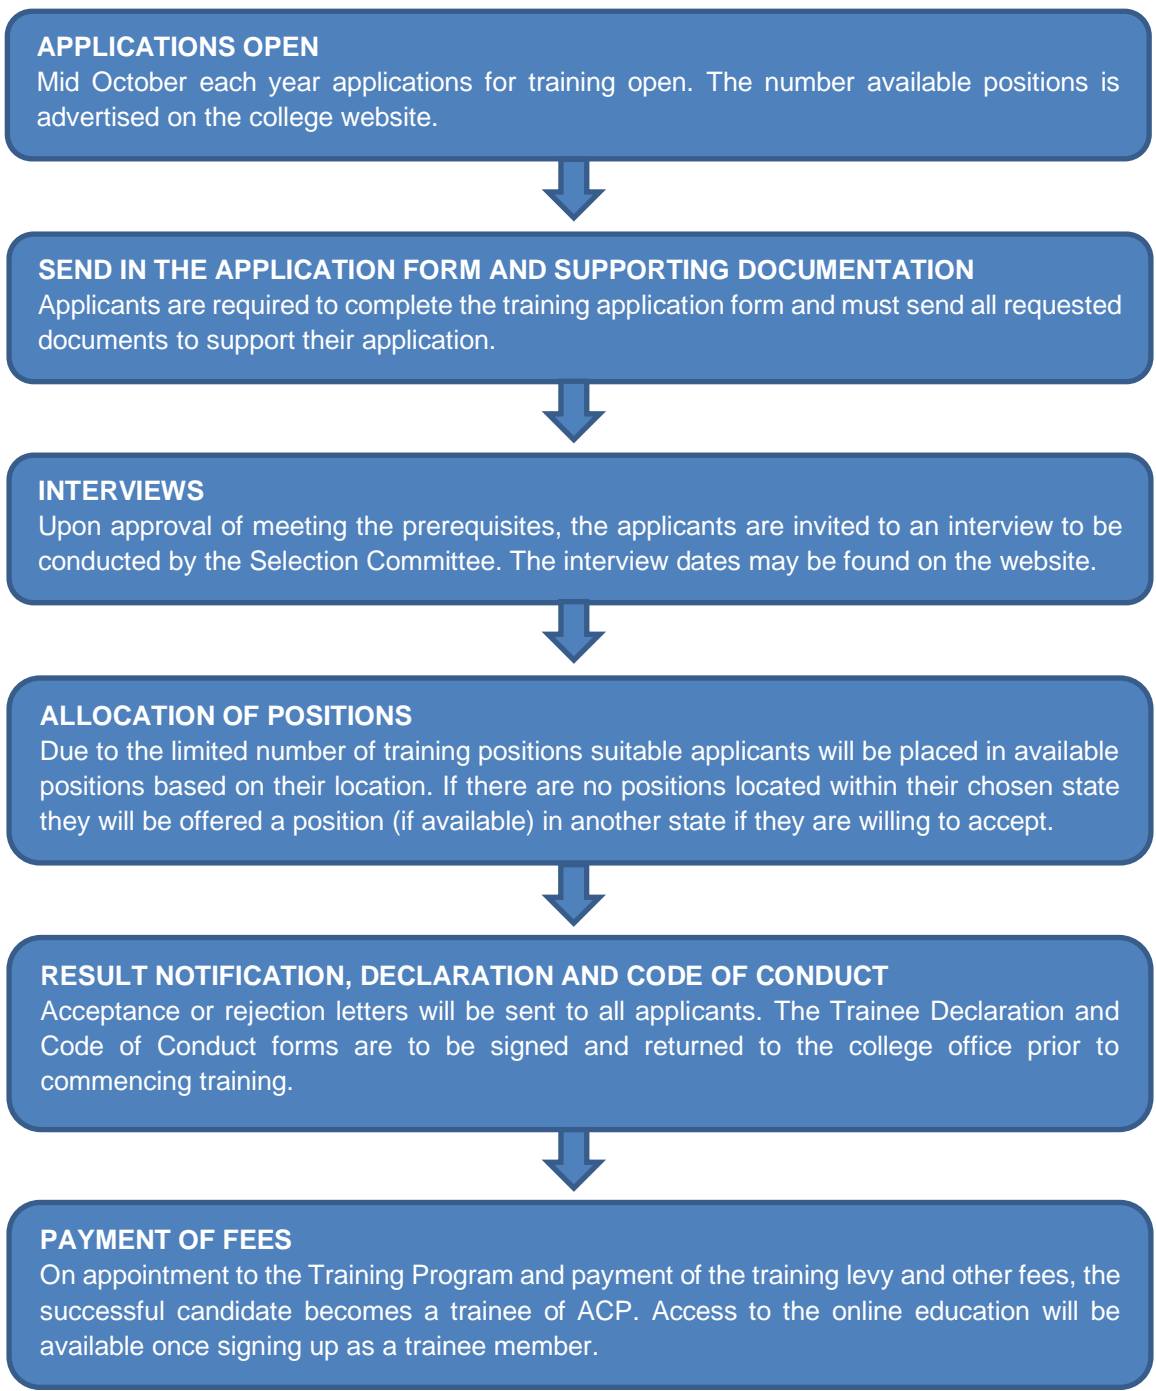 APPLICATIONS OPEN
Mid October each year applications for training open. The number available positions is
advertised on the college website.
SEND IN THE APPLICATION FORM AND SUPPORTING DOCUMENTATION
Applicants are required to complete the training application form and must send all requested
documents to support their application.
INTERVIEWS
Upon approval of meeting the prerequisites, the applicants are invited to an interview to be
conducted by the Selection Committee. The interview dates may be found on the website.
ALLOCATION OF POSITIONS
Due to the limited number of training positions suitable applicants will be placed in available
positions based on their location. If there are no positions located within their chosen state
they will be offered a position (if available) in another state if they are willing to accept.
RESULT NOTIFICATION, DECLARATION AND CODE OF CONDUCT
Acceptance or rejection letters will be sent to all applicants. The Trainee Declaration and
Code of Conduct forms are to be signed and returned to the college office prior to
commencing training.
PAYMENT OF FEES
On appointment to the Training Program and payment of the training levy and other fees, the
successful candidate becomes a trainee of ACP. Access to the online education will be
available once signing up as a trainee member.